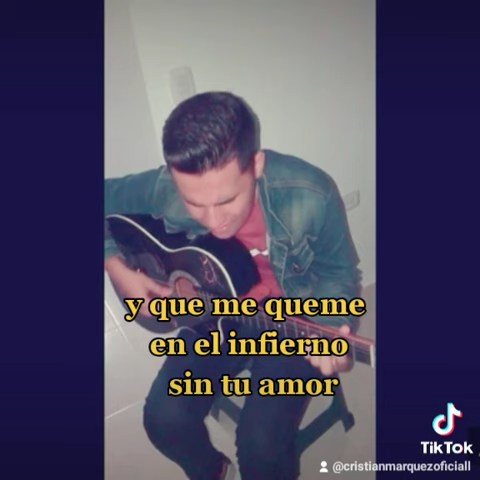 y que me queme
en el infierno
sin tu amor
TikTok
@cristianmarquezoficiall